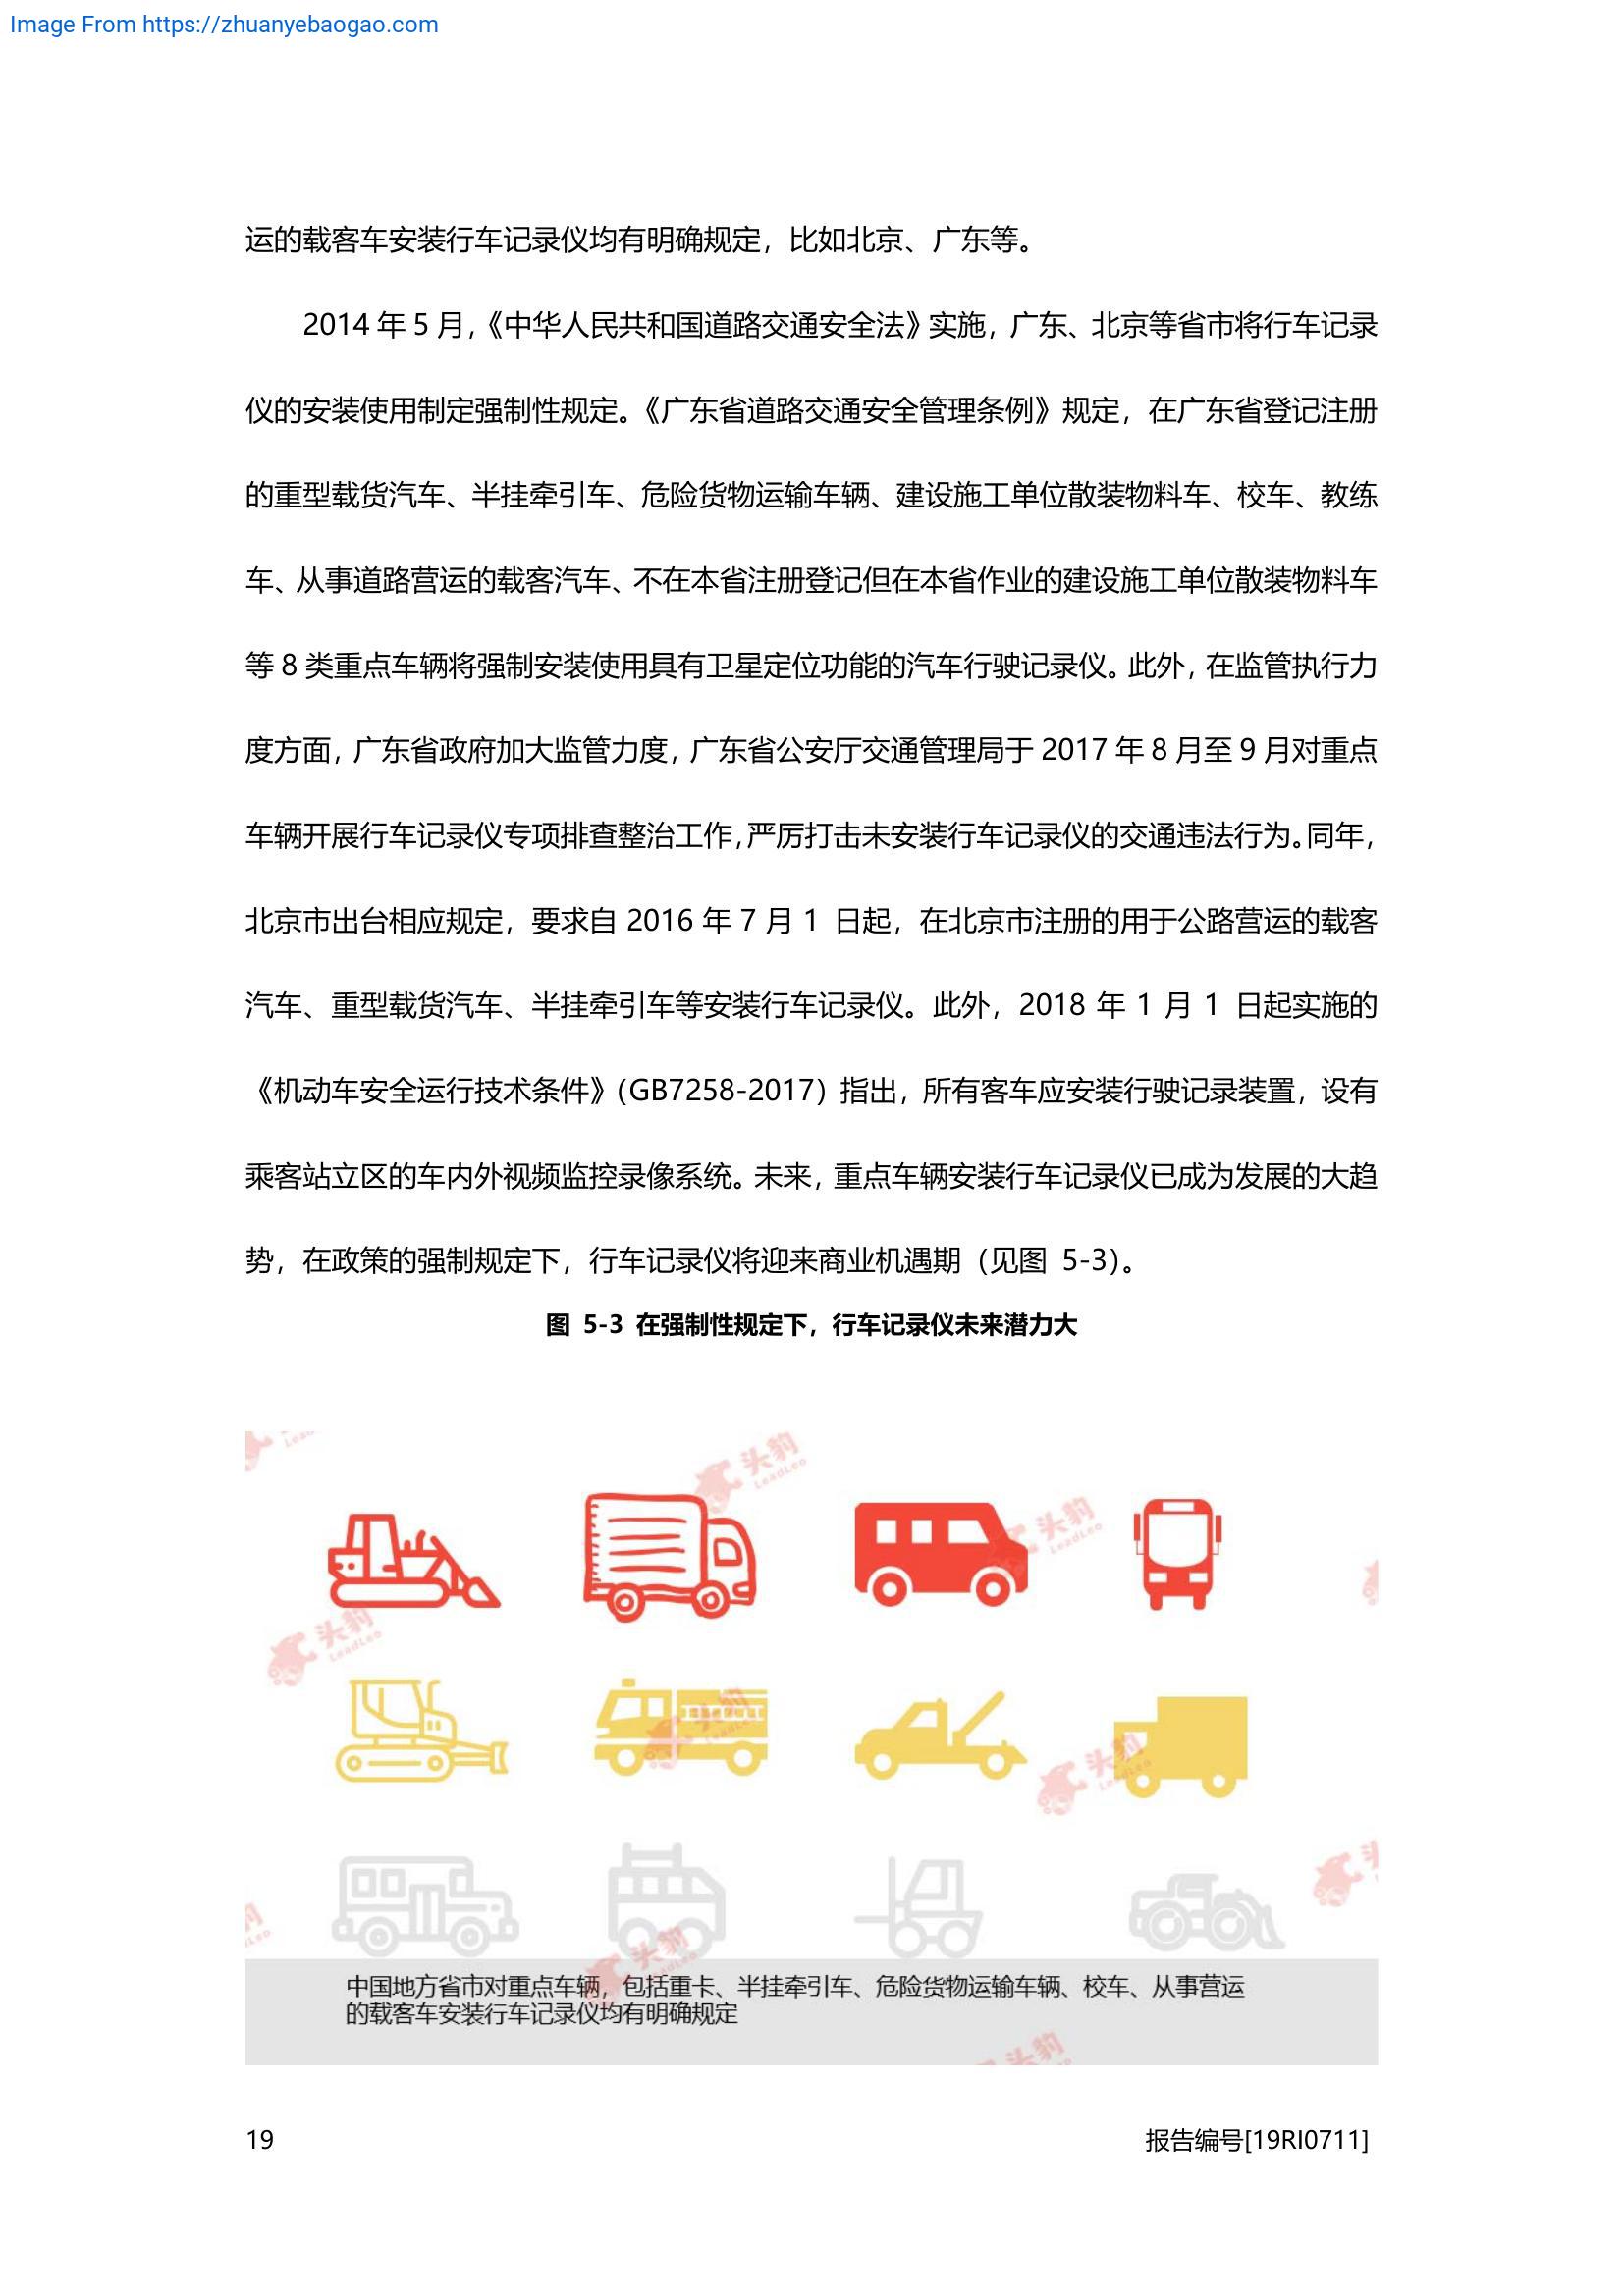 Image From https://zhuanyebaogao.com
运的载客车安装行车记录仪均有明确规定，比如北京、广东等。
2014 年 5 月，《中华人民共和国道路交通安全法》实施，广东、北京等省市将行车记录
仪的安装使用制定强制性规定。《广东省道路交通安全管理条例》规定，在广东省登记注册
的重型载货汽车、半挂牵引车、危险货物运输车辆、建设施工单位散装物料车、校车、教练
车、从事道路营运的载客汽车、不在本省注册登记但在本省作业的建设施工单位散装物料车
等 8 类重点车辆将强制安装使用具有卫星定位功能的汽车行驶记录仪。此外，在监管执行力
度方面，广东省政府加大监管力度，广东省公安厅交通管理局于 2017 年 8 月至 9 月对重点
车辆开展行车记录仪专项排查整治工作，严厉打击未安装行车记录仪的交通违法行为。同年，
北京市出台相应规定，要求自 2016 年 7 月 1 日起，在北京市注册的用于公路营运的载客
汽车、重型载货汽车、半挂牵引车等安装行车记录仪。此外，2018 年 1 月 1 日起实施的
《机动车安全运行技术条件》（GB7258-2017）指出，所有客车应安装行驶记录装置，设有
乘客站立区的车内外视频监控录像系统。未来，重点车辆安装行车记录仪已成为发展的大趋
势，在政策的强制规定下，行车记录仪将迎来商业机遇期（见图 5-3）。
图 5-3 在强制性规定下，行车记录仪未来潜力大
头豹
LeadLeo
头豹
LeadLeo
头豹
LeadLeo
头豹
LeadLeo
头豹
头豹
中国地方省市对重点车辆，包括重卡、半挂牵引车、危险货物运输车辆、校车、从事营运
的载客车安装行车记录仪均有明确规定
头豹
19
报告编号[19RI0711]